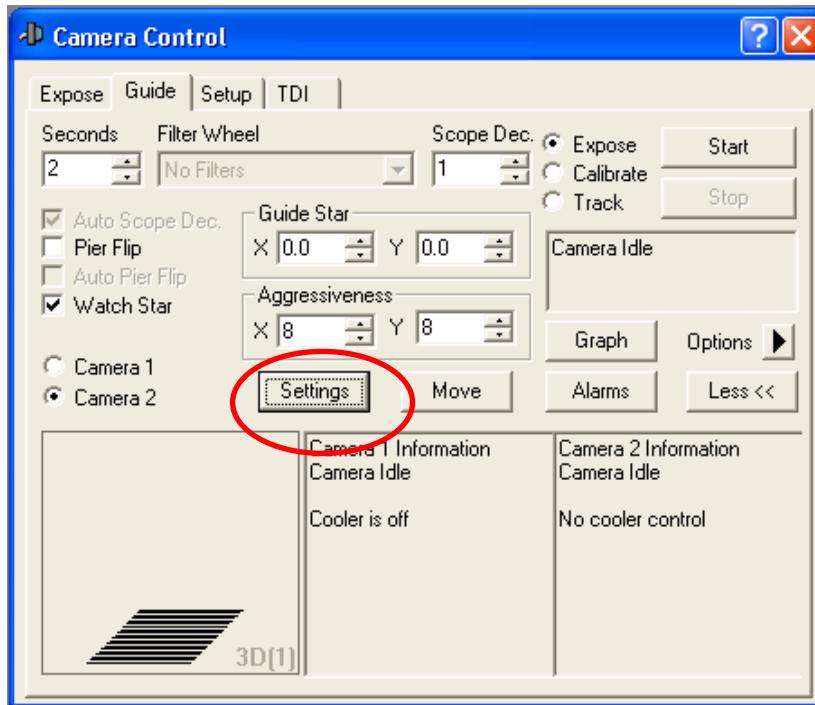 Camera Control
Expose Guide Setup TDI
Seconds Filter Wheel Scope Dec.
2 No Filters 1
Expose
Calibrate
Track
Start
Stop
Auto Scope Dec.
Pier Flip
Auto Pier Flip
Watch Star
Guide Star
X 0.0 Y 0.0
Aggressiveness
X 8 Y 8
Camera Idle
Graph Options
Camera 1
Camera 2
Settings Move Alarms Less <<
3D(1)
Camera 1 Information
Camera Idle
Cooler is off
Camera 2 Information
Camera Idle
No cooler control